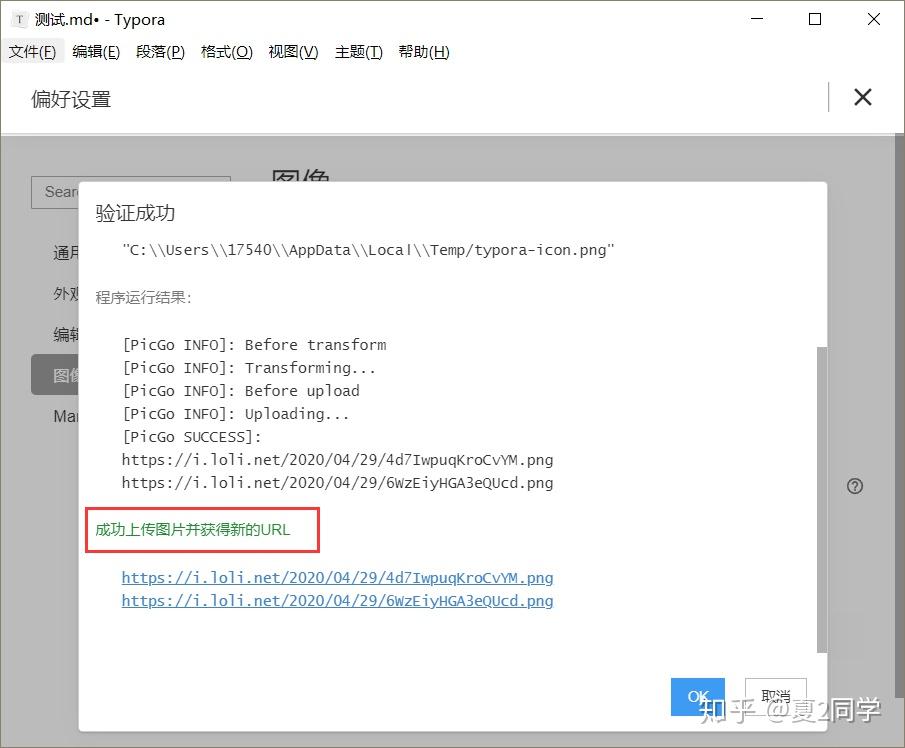 T 测试.md• - Typora
文件(F) 编辑(E) 段落(P) 格式(O) 视图(V) 主题(T) 帮助(H)
偏好设置
图像
Sear
验证成功
"C:\\Users\\17540\\AppData\\Local\\Temp/typora-icon.png"
通用
外观
编辑
图像
Mar
程序运行结果:
[PicGo INFO]: Before transform
[PicGo INFO]: Transforming...
[PicGo INFO]: Before upload
[PicGo INFO]: Uploading...
[PicGo SUCCESS]:
https://i.loli.net/2020/04/29/4d7IwpuqKroCvYM.png
https://i.loli.net/2020/04/29/6WzEiyHGA3eQUcd.png
成功上传图片并获得新的URL
https://i.loli.net/2020/04/29/4d7IwpuqKroCvYM.png
https://i.loli.net/2020/04/29/6WzEiyHGA3eQUcd.png
OK 取消
知乎 @夏2同学